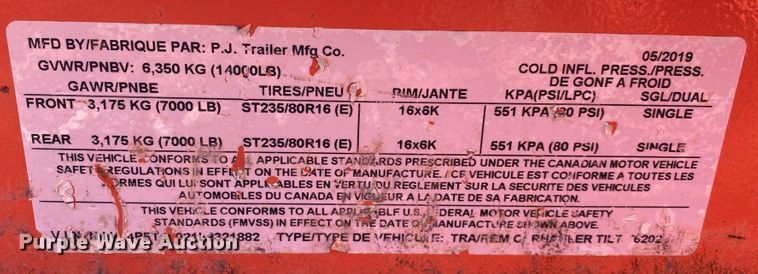 MFD BY/FABRIQUE PAR: P.J. Trailer Mfg Co. 05/2019
GVWR/PNBV: 6,350 KG (14000LB) COLD INFL. PRESS./PRESS.
DE GONF A FROID
GAWR/PNBE TIRES/PNEU RIM/JANTE KPA(PSI/LPC) SGL/DUAL
FRONT 3,175 KG (7000 LB) ST235/80R16 (E) 16x6K 551 KPA (80 PSI) SINGLE
REAR 3,175 KG (7000 LB) ST235/80R16 (E) 16x6K 551 KPA (80 PSI) SINGLE
THIS VEHICLE CONFORMS TO ALL APPLICABLE STANDARDS PRESCRIBED UNDER THE CANADIAN MOTOR VEHICLE
SAFETY REGULATIONS IN EFFECT ON THE DATE OF MANUFACTURE. / CE VEHICULE EST CONFORME A TOUTES LES
NORMES QUI LUI SONT APPLICABLES EN VERTU DU REGLEMENT SUR LA SECURITE DES VEHICULES
AUTOMOBILES DU CANADA EN VIGUEUR A LA DATE DE SA FABRICATION.
THIS VEHICLE CONFORMS TO ALL APPLICABLE U.S. FEDERAL MOTOR VEHICLE SAFETY
STANDARDS (FMVSS) IN EFFECT ON THE DATE OF MANUFACTURE SHOWN ABOVE.
TYPE/TYPE DE VEHICULE: TRA/REM TILT
Purple Wave Auction
Purple Wave Auction